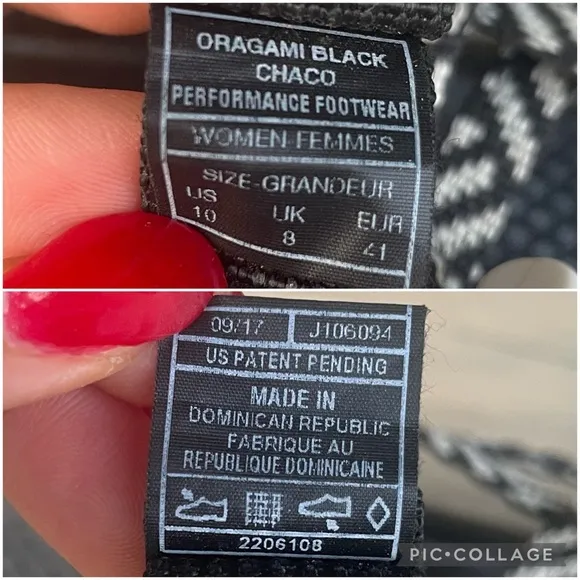 ORAGAMI BLACK
CHACO
PERFORMANCE FOOTWEAR
WOMEN-FEMMES
SIZE-GRANDEUR
US UK EUR
10 8 41
09/17 J106094
US PATENT PENDING
MADE IN
DOMINICAN REPUBLIC
FABRIQUE AU
REPUBLIQUE DOMINICAINE
2206108
PIC•COLLAGE